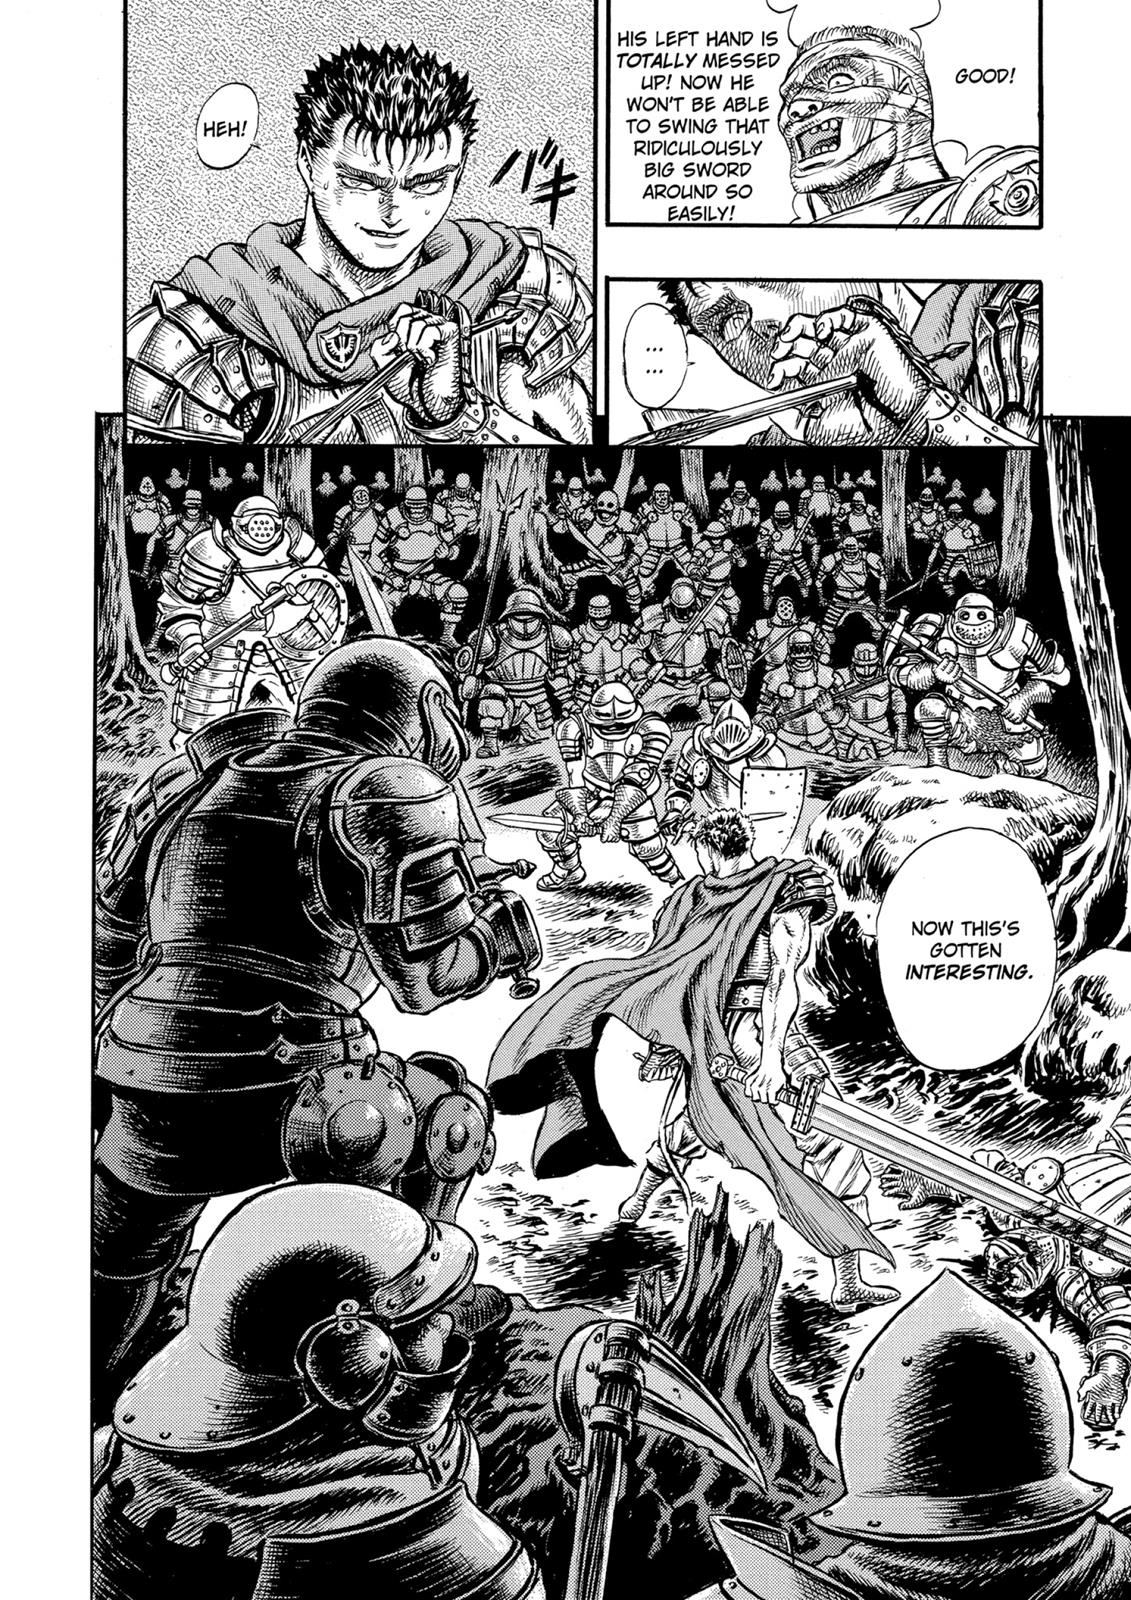 GOOD!
HIS LEFT HAND IS
TOTALLY MESSED
UP! NOW HE
WON'T BE ABLE
TO SWING THAT
RIDICULOUSLY
BIG SWORD
AROUND SO
EASILY!
...
...
バキ
HEH!
NOW THIS'S
GOTTEN
INTERESTING.